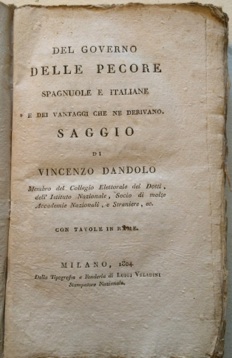 DEL GOVERNO
DELLE PECORE
SPAGNUOLE E ITALIANE
E DEI VANTAGGI CHE NE DERIVANO.
SAGGIO
DI
VINCENZO DANDOLO
Membro del Collegio Elettorale dei Dotti,
dell' Istituto Nazionale, Socio di molte
Accademie Nazionali, e Straniere, ec.
CON TAVOLE IN RAME.
MILANO, 1804
Dalla Tipografia e Fonderia di LUIGI VELADINI
Stampatore Nazionale.